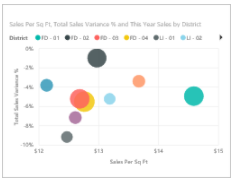 Sales Per Sq Ft, Total Sales Variance % and This Year Sales by District
District FD - 01 FD - 02 FD - 03 FD - 04 LI - 01 LI - 02
0%
-2%
-4%
-6%
-8%
-10%
Total Sales Variance %
$12 $13 $14 $15
Sales Per Sq Ft